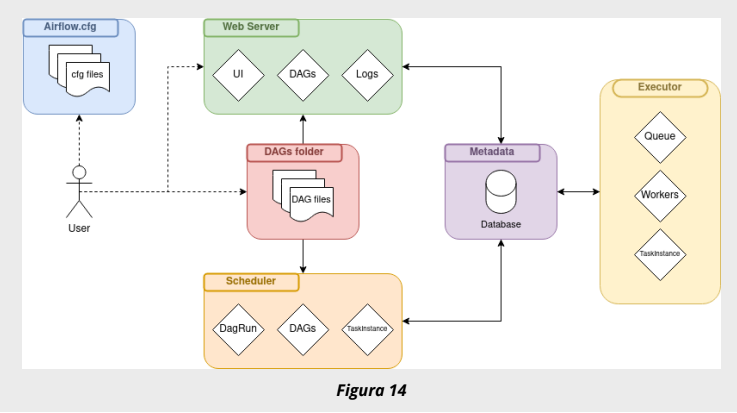 Airflow.cfg
cfg files
Web Server
UI
DAGs
Logs
Executor
Queue
Workers
TaskInstance
DAGs folder
DAG files
Metadata
Database
User
Scheduler
DagRun
DAGs
TaskInstance
Figura 14